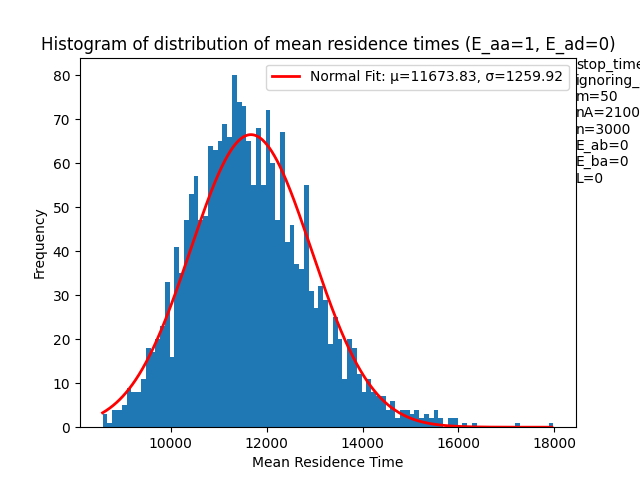 Histogram of distribution of mean residence times (E_aa=1, E_ad=0)
Normal Fit: μ=11673.83, σ=1259.92
stop_time
ignoring_
m=50
nA=2100
n=3000
E_ab=0
E_ba=0
L=0
Frequency
80
70
60
50
40
30
20
10
0
10000 12000 14000 16000 18000
Mean Residence Time